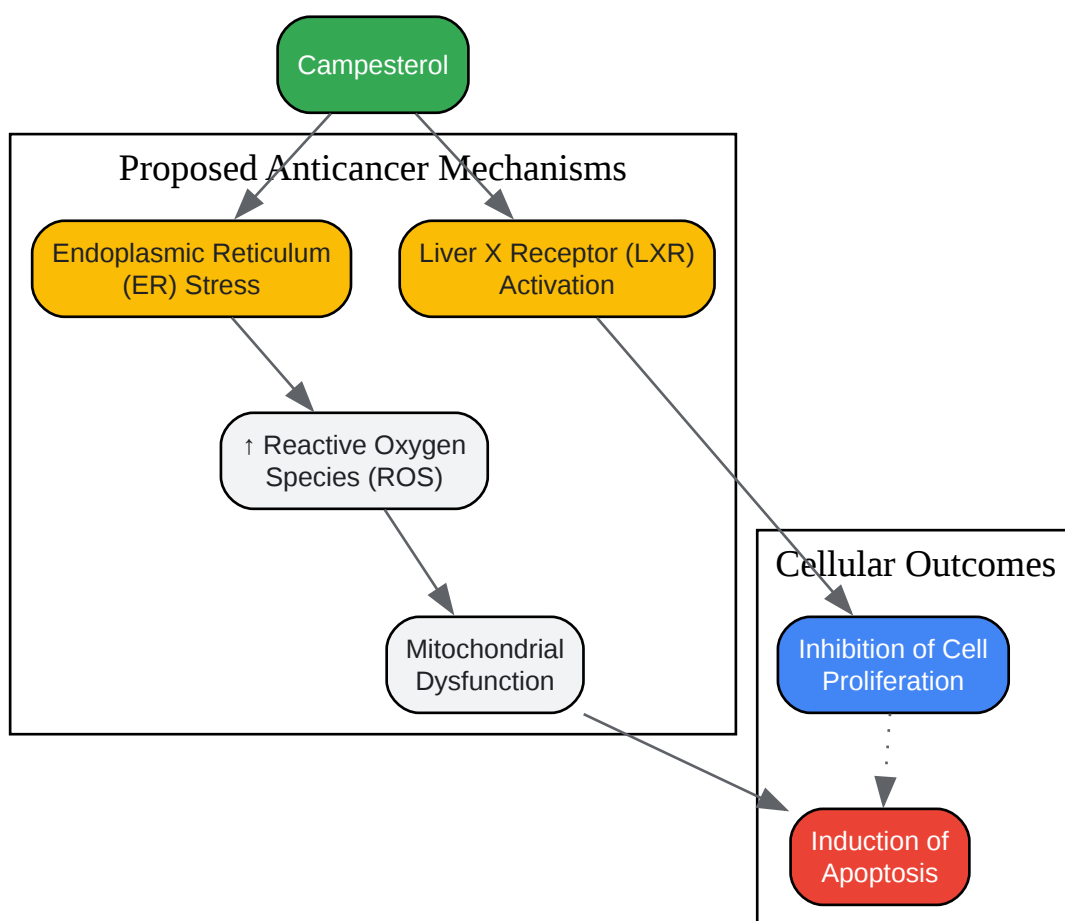 Campesterol
Proposed Anticancer Mechanisms
Endoplasmic Reticulum
(ER) Stress
Liver X Receptor (LXR)
Activation
↑ Reactive Oxygen
Species (ROS)
Mitochondrial
Dysfunction
Cellular Outcomes
Inhibition of Cell
Proliferation
Induction of
Apoptosis